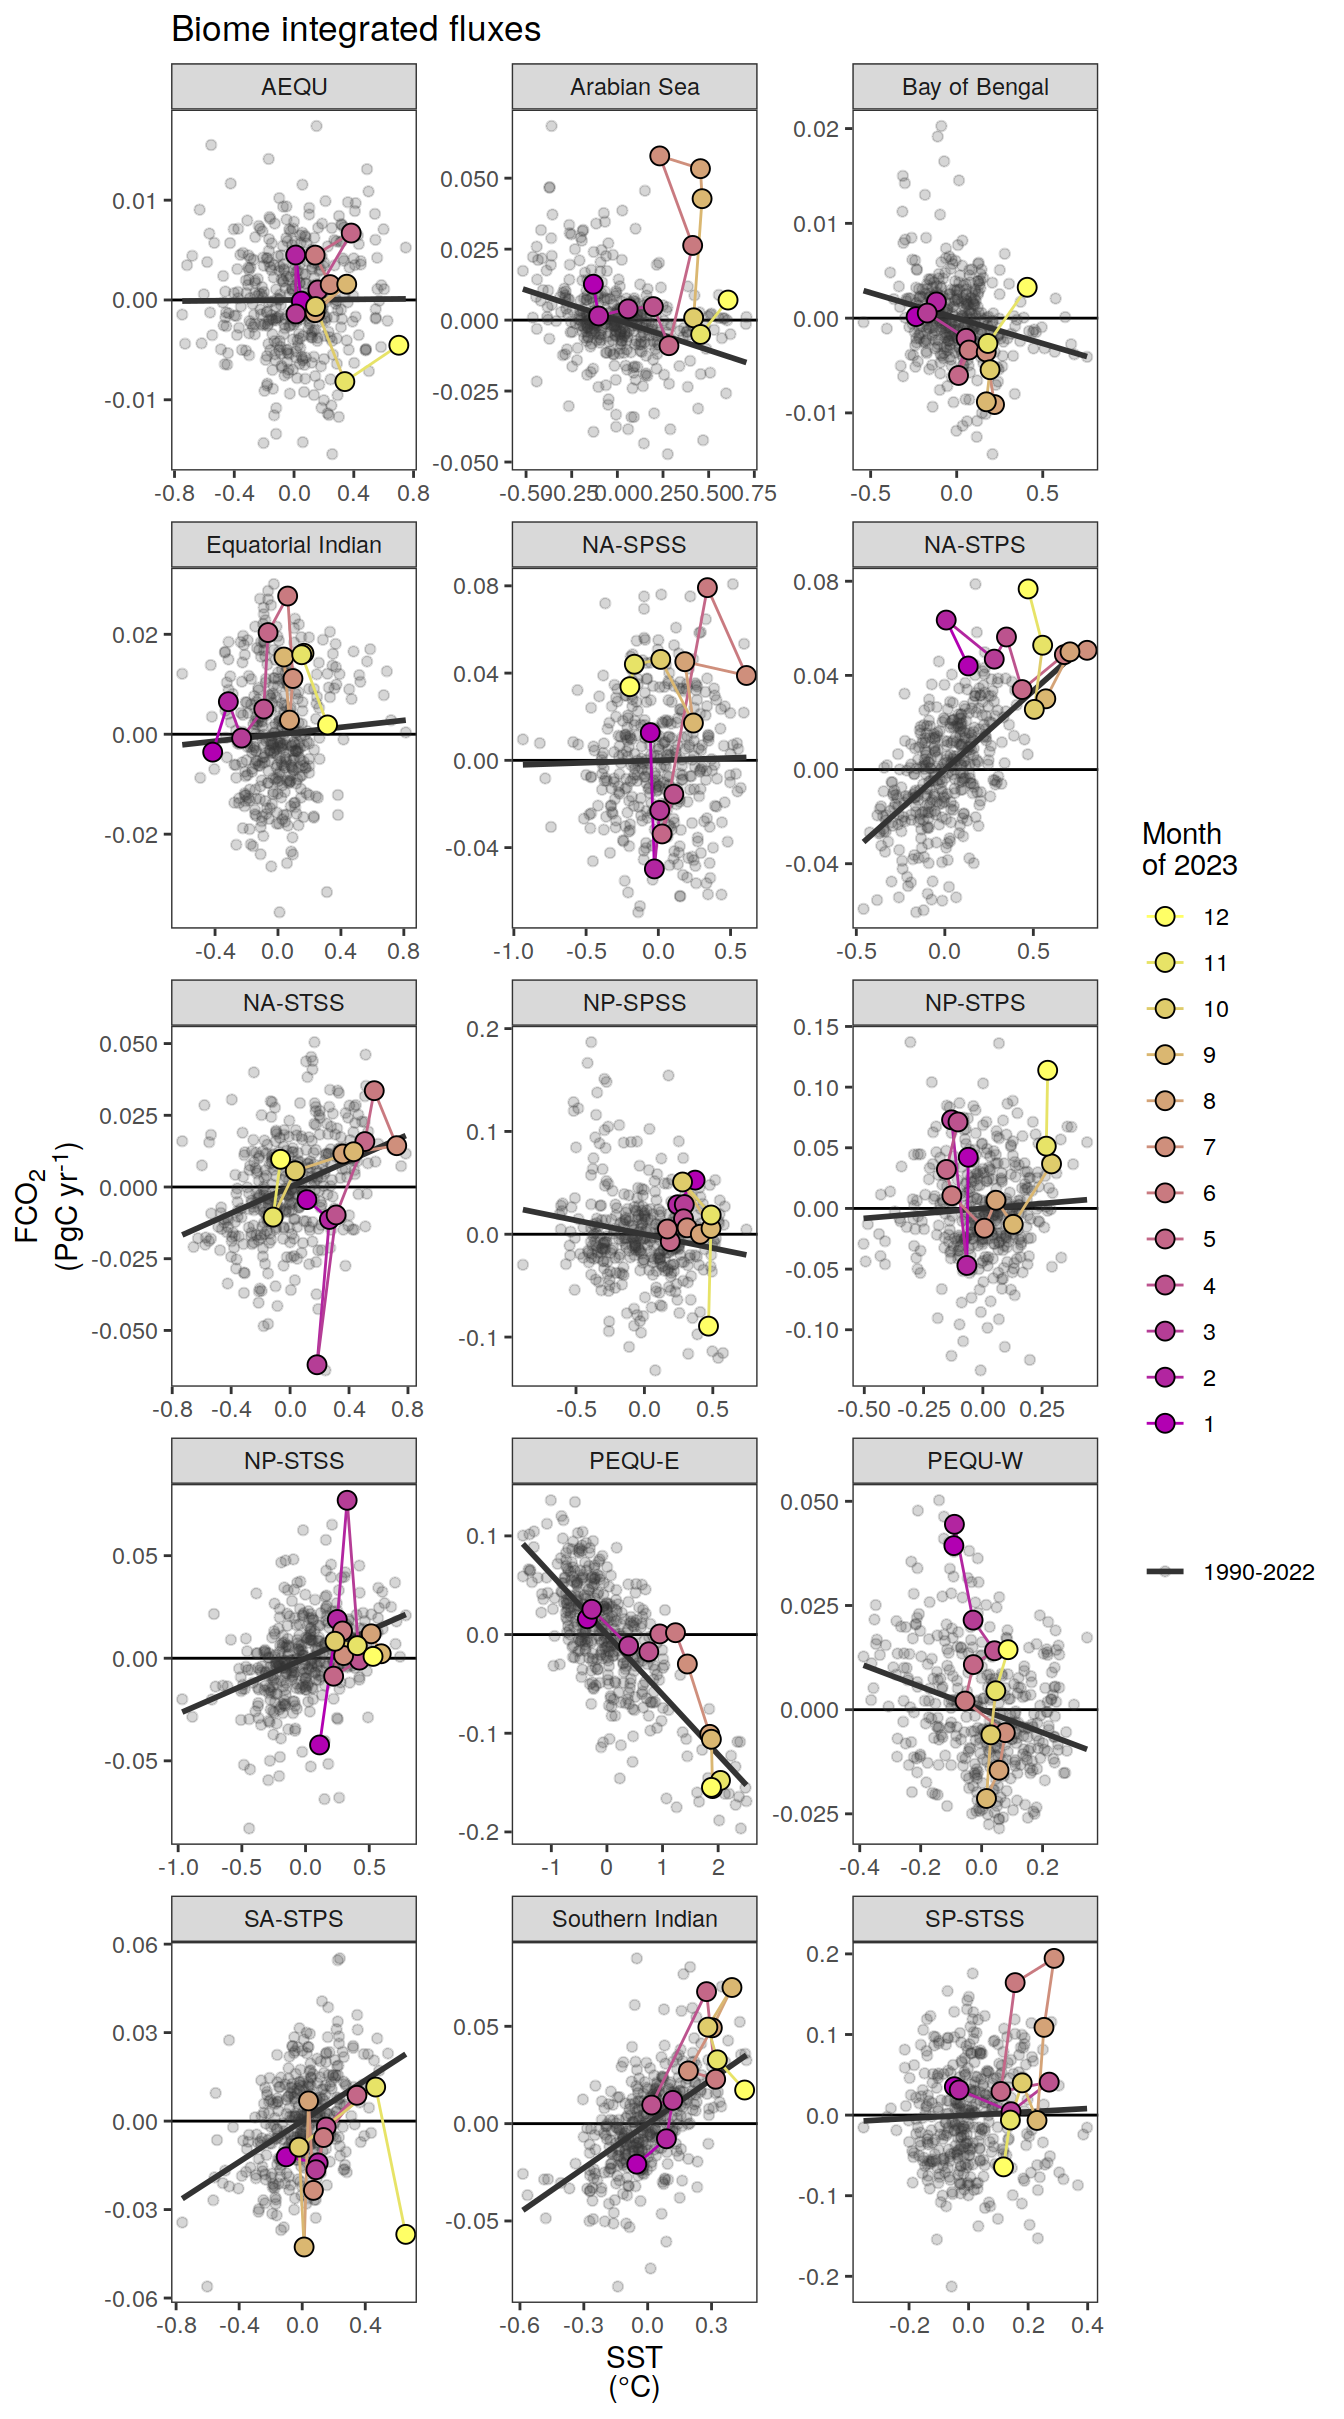 Biome integrated fluxes
AEQU
Arabian Sea
Bay of Bengal
0.01
0.00
-0.01
0.050
0.025
0.000
-0.025
-0.050
0.02
0.01
0.00
-0.01
-0.8 -0.4 0.0 0.4 0.8
-0.50 -0.25 0.00 0.25 0.50 0.75
-0.5 0.0 0.5
Equatorial Indian
NA-SPSS
NA-STPS
0.02
0.00
-0.02
0.08
0.04
0.00
-0.04
0.08
0.04
0.00
-0.04
-0.4 0.0 0.4 0.8
-1.0 -0.5 0.0 0.5
-0.5 0.0 0.5
NA-STSS
NP-SPSS
NP-STPS
0.050
0.025
0.000
-0.025
-0.050
0.2
0.1
0.0
-0.1
0.15
0.10
0.05
0.00
-0.05
-0.10
-0.8 -0.4 0.0 0.4 0.8
-0.5 0.0 0.5
-0.50 -0.25 0.00 0.25
NP-STSS
PEQU-E
PEQU-W
0.05
0.00
-0.05
0.1
0.0
-0.1
-0.2
0.050
0.025
0.000
-0.025
-1.0 -0.5 0.0 0.5
-1 0 1 2
-0.4 -0.2 0.0 0.2
SA-STPS
Southern Indian
SP-STSS
0.06
0.03
0.00
-0.03
-0.06
0.05
0.00
-0.05
0.2
0.1
0.0
-0.1
-0.2
-0.8 -0.4 0.0 0.4
-0.6 -0.3 0.0 0.3
-0.2 0.0 0.2 0.4
SST
(°C)
FCO2
(PgC yr-1)
Month
of 2023
12
11
10
9
8
7
6
5
4
3
2
1
1990-2022